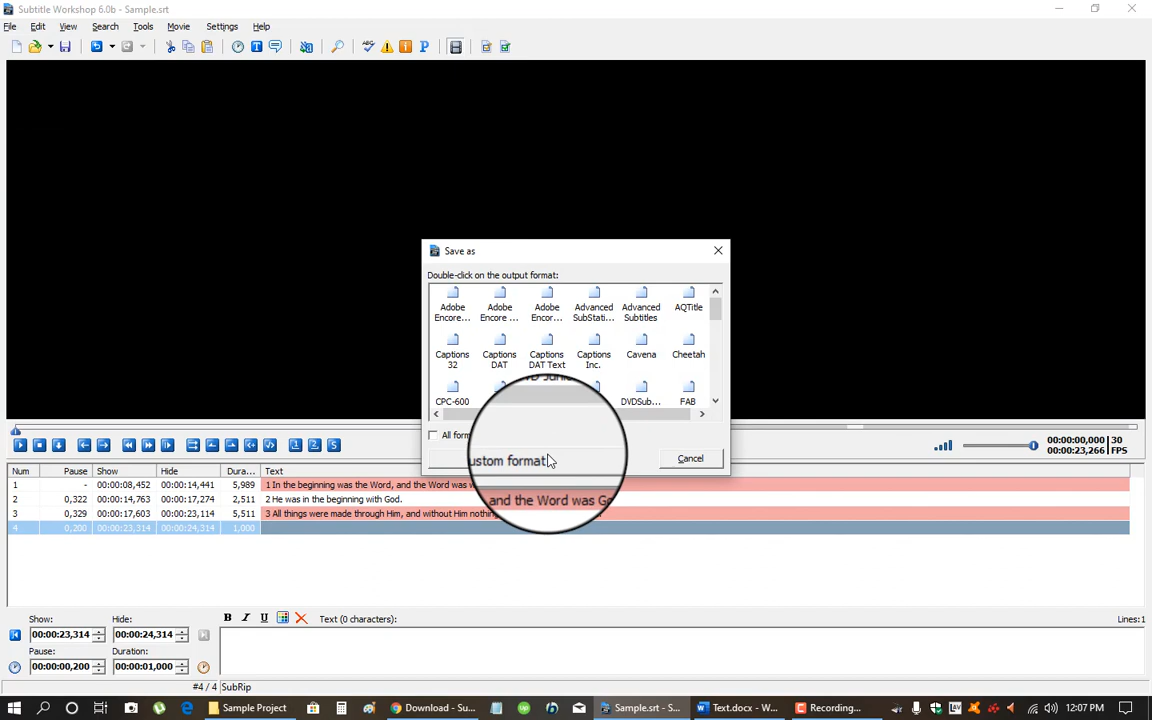 Subtitle Workshop 6.0b - Sample.srt
File Edit View Search Tools Movie Settings Help
Save as
Double-click on the output format:
Adobe Encore... Adobe Encore ... Adobe Encor... Advanced SubStati... Advanced Subtitles AQTitle
Captions 32 Captions DAT Captions DAT Text Captions Inc. Cavena Cheetah
CPC-600 DVDSub... FAB
All form
ustom format
Cancel
00:00:00,000 30
00:00:23,266 FPS
Num Pause Show Hide Dura... Text
1 - 00:00:08,452 00:00:14,441 5,989 1 In the beginning was the Word, and the Word was
and the Word was
2 0,322 00:00:14,763 00:00:17,274 2,511 2 He was in the beginning with God.
3 0,329 00:00:17,603 00:00:23,114 5,511 3 All things were made through Him, and without Him
4 0,200 00:00:23,314 00:00:24,314 1,000
Show: Hide: B I U Text (0 characters): Lines:1
00:00:23,314 00:00:24,314
Pause: Duration:
00:00:00,200 00:00:01,000
#4 / 4 SubRip
Sample Project Download - Su... Sample.srt - S... Text.docx - W... Recording... 12:07 PM